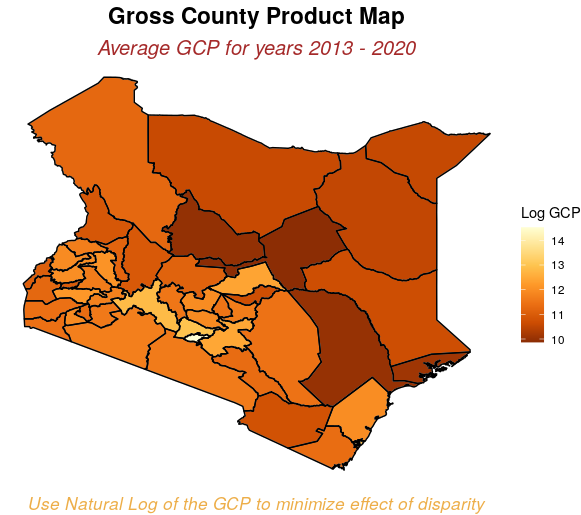 Gross County Product Map
Average GCP for years 2013 - 2020
Log GCP
14
13
12
11
10
Use Natural Log of the GCP to minimize effect of disparity